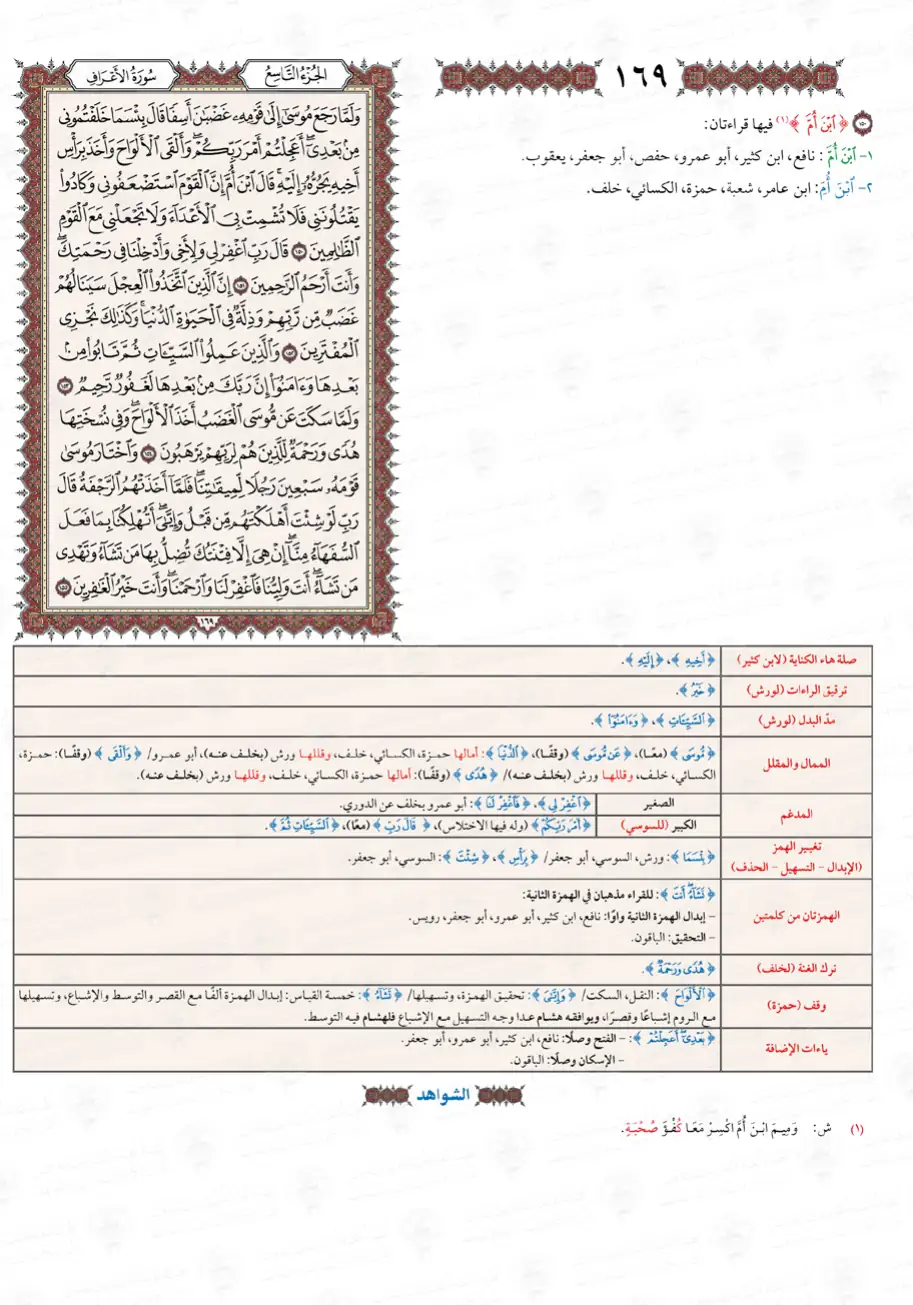 ١٦٩
﴿ ٱبْنَ أُمَّ ﴾(١) فيها قراءتان:
١- ٱبْنَ أُمَّ : نافع، ابن كثير، أبو عمرو، حفص، أبو جعفر، يعقوب.
٢- ٱبْنَ أُمِّ: ابن عامر، شعبة، حمزة، الكسائي، خلف.
الجُزْءُ التَّاسِعُ
سُورَةُ الأَعْرَافِ
وَلَمَّا رَجَعَ مُوسَىٰٓ إِلَىٰ قَوْمِهِۦ غَضْبَٰنَ أَسِفًا قَالَ بِئْسَمَا خَلَفْتُمُونِى
مِنۢ بَعْدِىٓۖ أَعَجِلْتُمْ أَمْرَ رَبِّكُمْۖ وَأَلْقَى ٱلْأَلْوَاحَ وَأَخَذَ بِرَأْسِ
أَخِيهِ يَجُرُّهُۥٓ إِلَيْهِۚ قَالَ ٱبْنَ أُمَّ إِنَّ ٱلْقَوْمَ ٱسْتَضْعَفُونِى وَكَادُوا۟
يَقْتُلُونَنِى فَلَا تُشْمِتْ بِىَ ٱلْأَعْدَآءَ وَلَا تَجْعَلْنِى مَعَ ٱلْقَوْمِ
ٱلظَّٰلِمِينَ ١٥٠ قَالَ رَبِّ ٱغْفِرْ لِى وَلِأَخِى وَأَدْخِلْنَا فِى رَحْمَتِكَۖ
وَأَنتَ أَرْحَمُ ٱلرَّٰحِمِينَ ١٥١ إِنَّ ٱلَّذِينَ ٱتَّخَذُوا۟ ٱلْعِجْلَ سَيَنَالُهُمْ
غَضَبٌ مِّن رَّبِّهِمْ وَذِلَّةٌ فِى ٱلْحَيَوٰةِ ٱلدُّنْيَاۚ وَكَذَٰلِكَ نَجْزِى
ٱلْمُفْتَرِينَ ١٥٢ وَٱلَّذِينَ عَمِلُوا۟ ٱلسَّيِّـَٔاتِ ثُمَّ تَابُوا۟ مِنۢ
بَعْدِهَا وَءَامَنُوٓا۟ إِنَّ رَبَّكَ مِنۢ بَعْدِهَا لَغَفُورٌ رَّحِيمٌ ١٥٣
وَلَمَّا سَكَتَ عَن مُّوسَى ٱلْغَضَبُ أَخَذَ ٱلْأَلْوَاحَۖ وَفِى نُسْخَتِهَا
هُدًى وَرَحْمَةٌ لِّلَّذِينَ هُمْ لِرَبِّهِمْ يَرْهَبُونَ ١٥٤ وَٱخْتَارَ مُوسَىٰ
قَوْمَهُۥ سَبْعِينَ رَجُلًا لِّمِيقَٰتِنَاۖ فَلَمَّآ أَخَذَتْهُمُ ٱلرَّجْفَةُ قَالَ
رَبِّ لَوْ شِئْتَ أَهْلَكْتَهُم مِّن قَبْلُ وَإِيَّٰىَۖ أَتُهْلِكُنَا بِمَا فَعَلَ
ٱلسُّفَهَآءُ مِنَّآۖ إِنْ هِىَ إِلَّا فِتْنَتُكَ تُضِلُّ بِهَا مَن تَشَآءُ وَتَهْدِى
مَن تَشَآءُۖ أَنتَ وَلِيُّنَا فَٱغْفِرْ لَنَا وَٱرْحَمْنَاۖ وَأَنتَ خَيْرُ ٱلْغَٰفِرِينَ ١٥٥
١٦٩
صلة هاء الكناية (لابن كثير) ﴿ أَخِيهِ ﴾، ﴿ إِلَيْهِ ﴾.
ترقيق الراءات (لورش) ﴿ خَيْرُ ﴾.
مدّ البدل (لورش) ﴿ ٱلسَّيِّـَٔاتِ ﴾، ﴿ وَءَامَنُوٓا۟ ﴾.
الممال والمقلل
﴿ مُوسَىٰ ﴾ (معًا)، ﴿ عَن مُّوسَى ﴾ (وقفًا)، ﴿ ٱلدُّنْيَا ﴾: أمالها حمزة، الكسائي، خلف، وقللها ورش (بخلف عنه)، أبو عمرو/ ﴿ وَأَلْقَى ﴾ (وقفًا): حمزة،
الكسائي، خلف، وقللها ورش (بخلف عنه)/ ﴿ هُدًى ﴾ (وقفًا): أمالها حمزة، الكسائي، خلف، وقللها ورش (بخلف عنه).
المدغم
الصغير ﴿ ٱغْفِرْ لِى ﴾، ﴿ فَٱغْفِرْ لَنَا ﴾: أبو عمرو بخلف عن الدوري.
الكبير (للسوسي) ﴿ أَمْرَ رَبِّكُمْ ﴾ (وله فيها الاختلاس)، ﴿ قَالَ رَبِّ ﴾ (معًا)، ﴿ ٱلسَّيِّـَٔاتِ ثُمَّ ﴾.
تغيير الهمز
(الإبدال - التسهيل - الحذف)
﴿ بِئْسَمَا ﴾: ورش، السوسي، أبو جعفر/ ﴿ بِرَأْسِ ﴾، ﴿ شِئْتَ ﴾: السوسي، أبو جعفر.
الهمزتان من كلمتين
﴿ تَشَآءُۖ أَنتَ ﴾: للقراء مذهبان في الهمزة الثانية:
- إبدال الهمزة الثانية واوًا: نافع، ابن كثير، أبو عمرو، أبو جعفر، رويس.
- التحقيق: الباقون.
ترك الغنة (لخلف) ﴿ هُدًى وَرَحْمَةٌ ﴾.
وقف (حمزة)
﴿ ٱلْأَلْوَاحَ ﴾: النقل، السكت/ ﴿ وَإِيَّٰىَ ﴾: تحقيق الهمزة، وتسهيلها/ ﴿ تَشَآءُ ﴾: خمسة القياس: إبدال الهمزة ألفًا مع القصر والتوسط والإشباع، وتسهيلها
مع الروم إشباعًا وقصرًا، ويوافقه هشام عدا وجه التسهيل مع الإشباع فلهشام فيه التوسط.
ياءات الإضافة
﴿ بَعْدِىٓۖ أَعَجِلْتُمْ ﴾: - الفتح وصلًا: نافع، ابن كثير، أبو عمرو، أبو جعفر.
- الإسكان وصلًا: الباقون.
الشواهد
(١) ش: وَمِيمَ ابْنَ أُمَّ اكْسِرْ مَعًا كُفْؤَ صُحْبَةٍ.